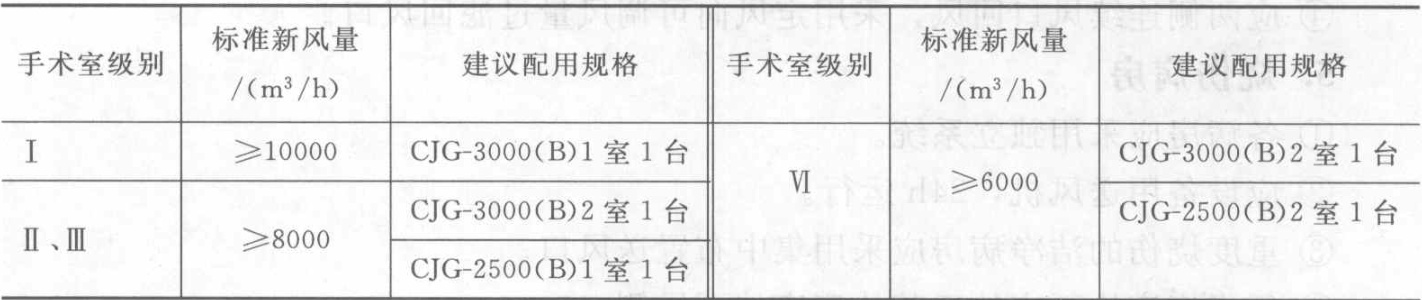 手术室级别 标准新风量/(m³/h) 建议配用规格 手术室级别 标准新风量/(m³/h) 建议配用规格
Ⅰ ≥10000 CJG-3000(B)1室1台 Ⅵ ≥6000 CJG-3000(B)2室1台
Ⅱ、Ⅲ ≥8000 CJG-3000(B)2室1台 CJG-2500(B)2室1台
CJG-2500(B)1室1台